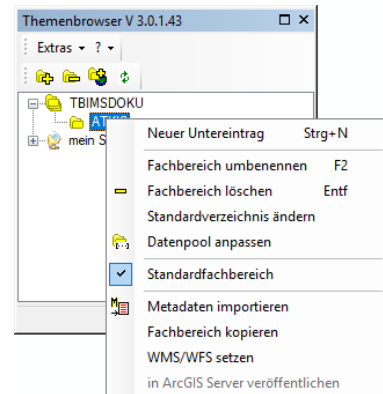 Themenbrowser V 3.0.1.43
Extras ?
TBIMSDOKU
mein S
Neuer Untereintrag Strg+N
Fachbereich umbenennen F2
Fachbereich löschen Entf
Standardverzeichnis ändern
Datenpool anpassen
Standardfachbereich
Metadaten importieren
Fachbereich kopieren
WMS/WFS setzen
in ArcGIS Server veröffentlichen